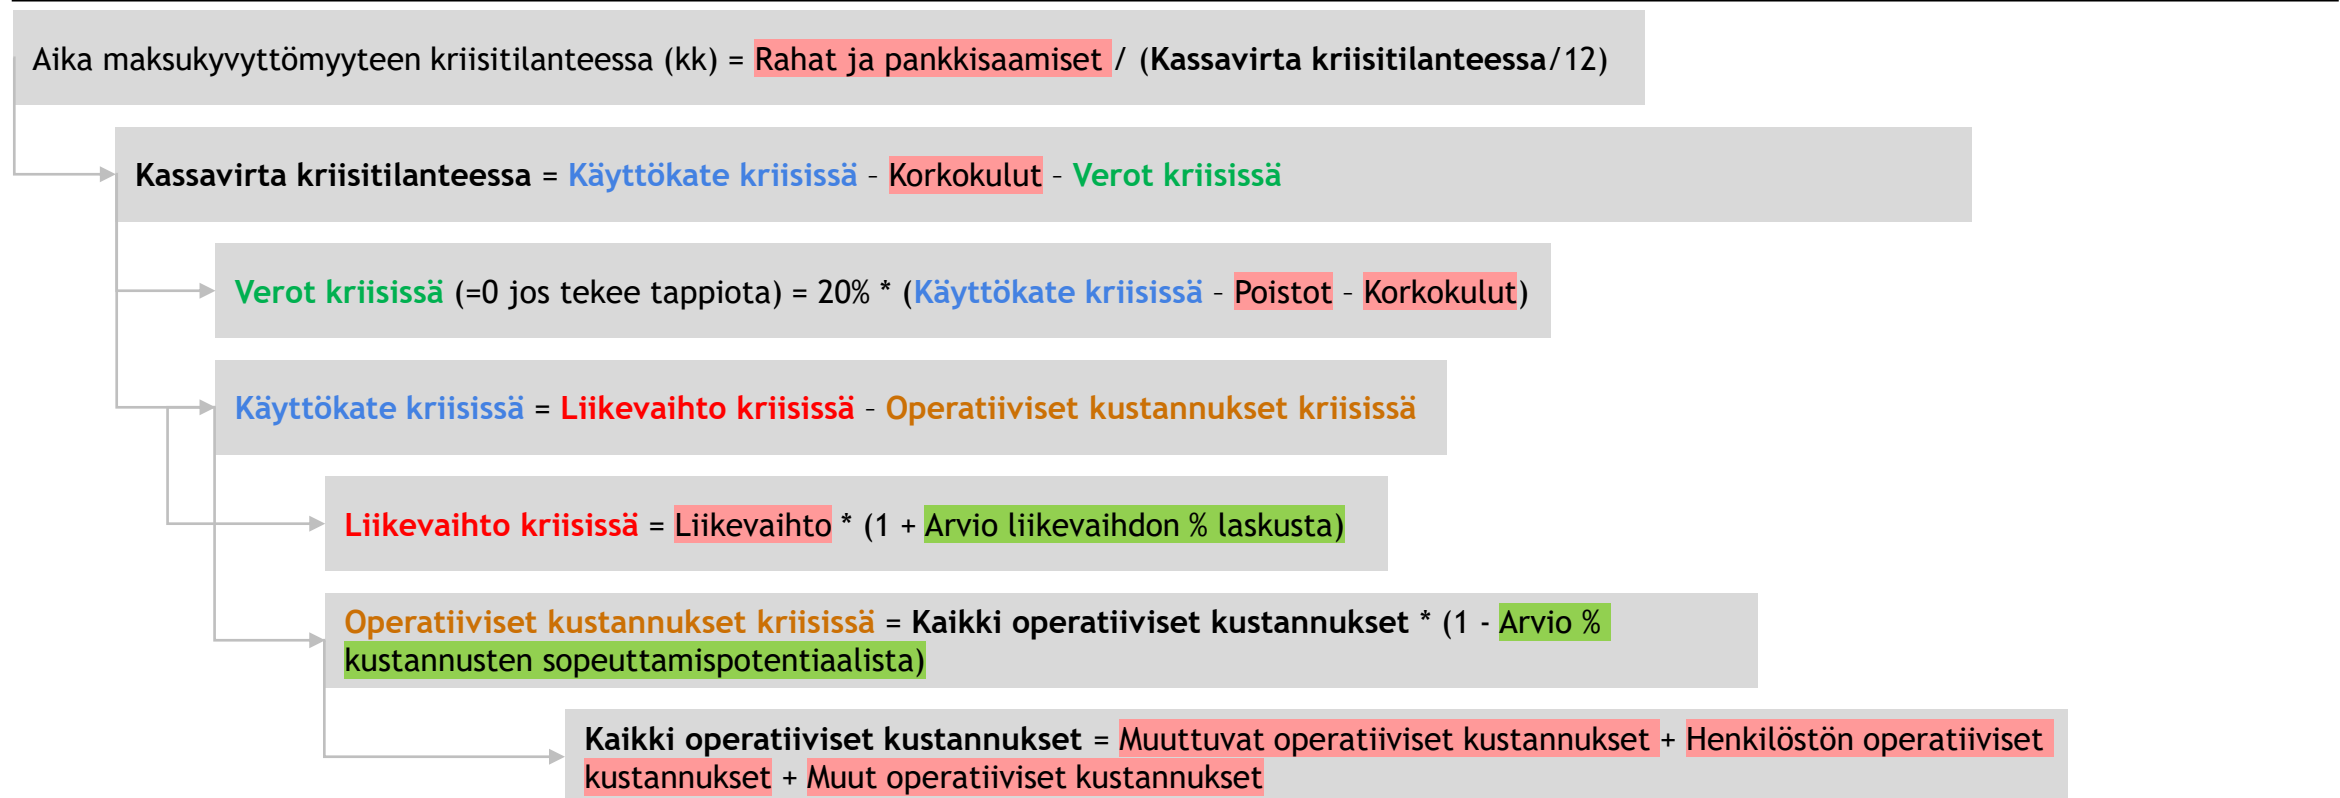 Aika maksukyvyttömyyteen kriisitilanteessa (kk) = Rahat ja pankkisaamiset / (Kassavirta kriisitilanteessa/12)
Kassavirta kriisitilanteessa = Käyttökate kriisissä – Korkokulut – Verot kriisissä
Verot kriisissä (=0 jos tekee tappiota) = 20% * (Käyttökate kriisissä – Poistot – Korkokulut)
Käyttökate kriisissä = Liikevaihto kriisissä – Operatiiviset kustannukset kriisissä
Liikevaihto kriisissä = Liikevaihto * (1 + Arvio liikevaihdon % laskusta)
Operatiiviset kustannukset kriisissä = Kaikki operatiiviset kustannukset * (1 - Arvio %
kustannusten sopeuttamispotentiaalista)
Kaikki operatiiviset kustannukset = Muuttuvat operatiiviset kustannukset + Henkilöstön operatiiviset
kustannukset + Muut operatiiviset kustannukset